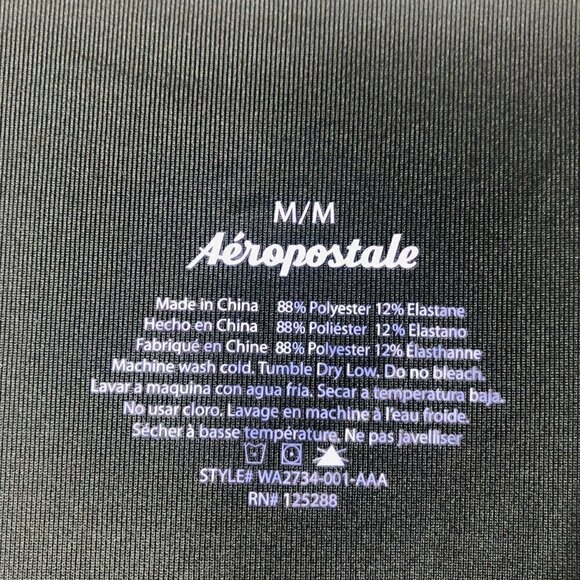 M/M
Aéropostale
Made in China 88% Polyester 12% Elastane
Hecho en China 88% Poliéster 12% Elastano
Fabriqué en Chine 88% Polyester 12% Élasthanne
Machine wash cold. Tumble Dry Low. Do no bleach.
Lavar a maquina con agua fría. Secar a temperatura baja.
No usar cloro. Lavage en machine à l'eau froide.
Sécher à basse température. Ne pas javelliser
STYLE# WA2734-001-AAA
RN# 125288